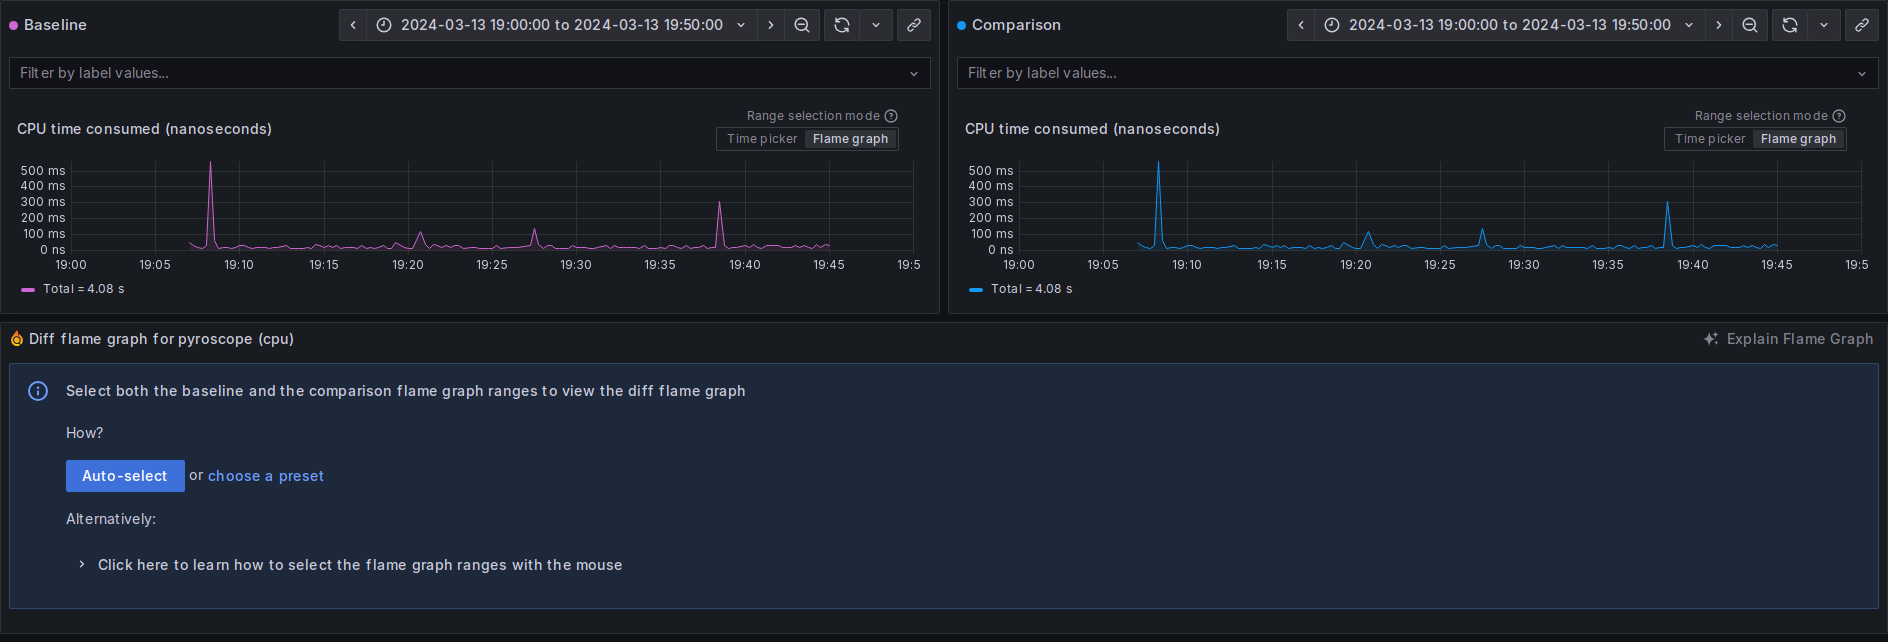 Baseline
2024-03-13 19:00:00 to 2024-03-13 19:50:00
Filter by label values...
Range selection mode
CPU time consumed (nanoseconds)
Time picker Flame graph
500 ms
400 ms
300 ms
200 ms
100 ms
0 ns
19:00 19:05 19:10 19:15 19:20 19:25 19:30 19:35 19:40 19:45 19:5
Total = 4.08 s
Comparison
2024-03-13 19:00:00 to 2024-03-13 19:50:00
Filter by label values...
Range selection mode
CPU time consumed (nanoseconds)
Time picker Flame graph
500 ms
400 ms
300 ms
200 ms
100 ms
0 ns
19:00 19:05 19:10 19:15 19:20 19:25 19:30 19:35 19:40 19:45 19:5
Total = 4.08 s
Diff flame graph for pyroscope (cpu)
Explain Flame Graph
Select both the baseline and the comparison flame graph ranges to view the diff flame graph
How?
Auto-select or choose a preset
Alternatively:
Click here to learn how to select the flame graph ranges with the mouse